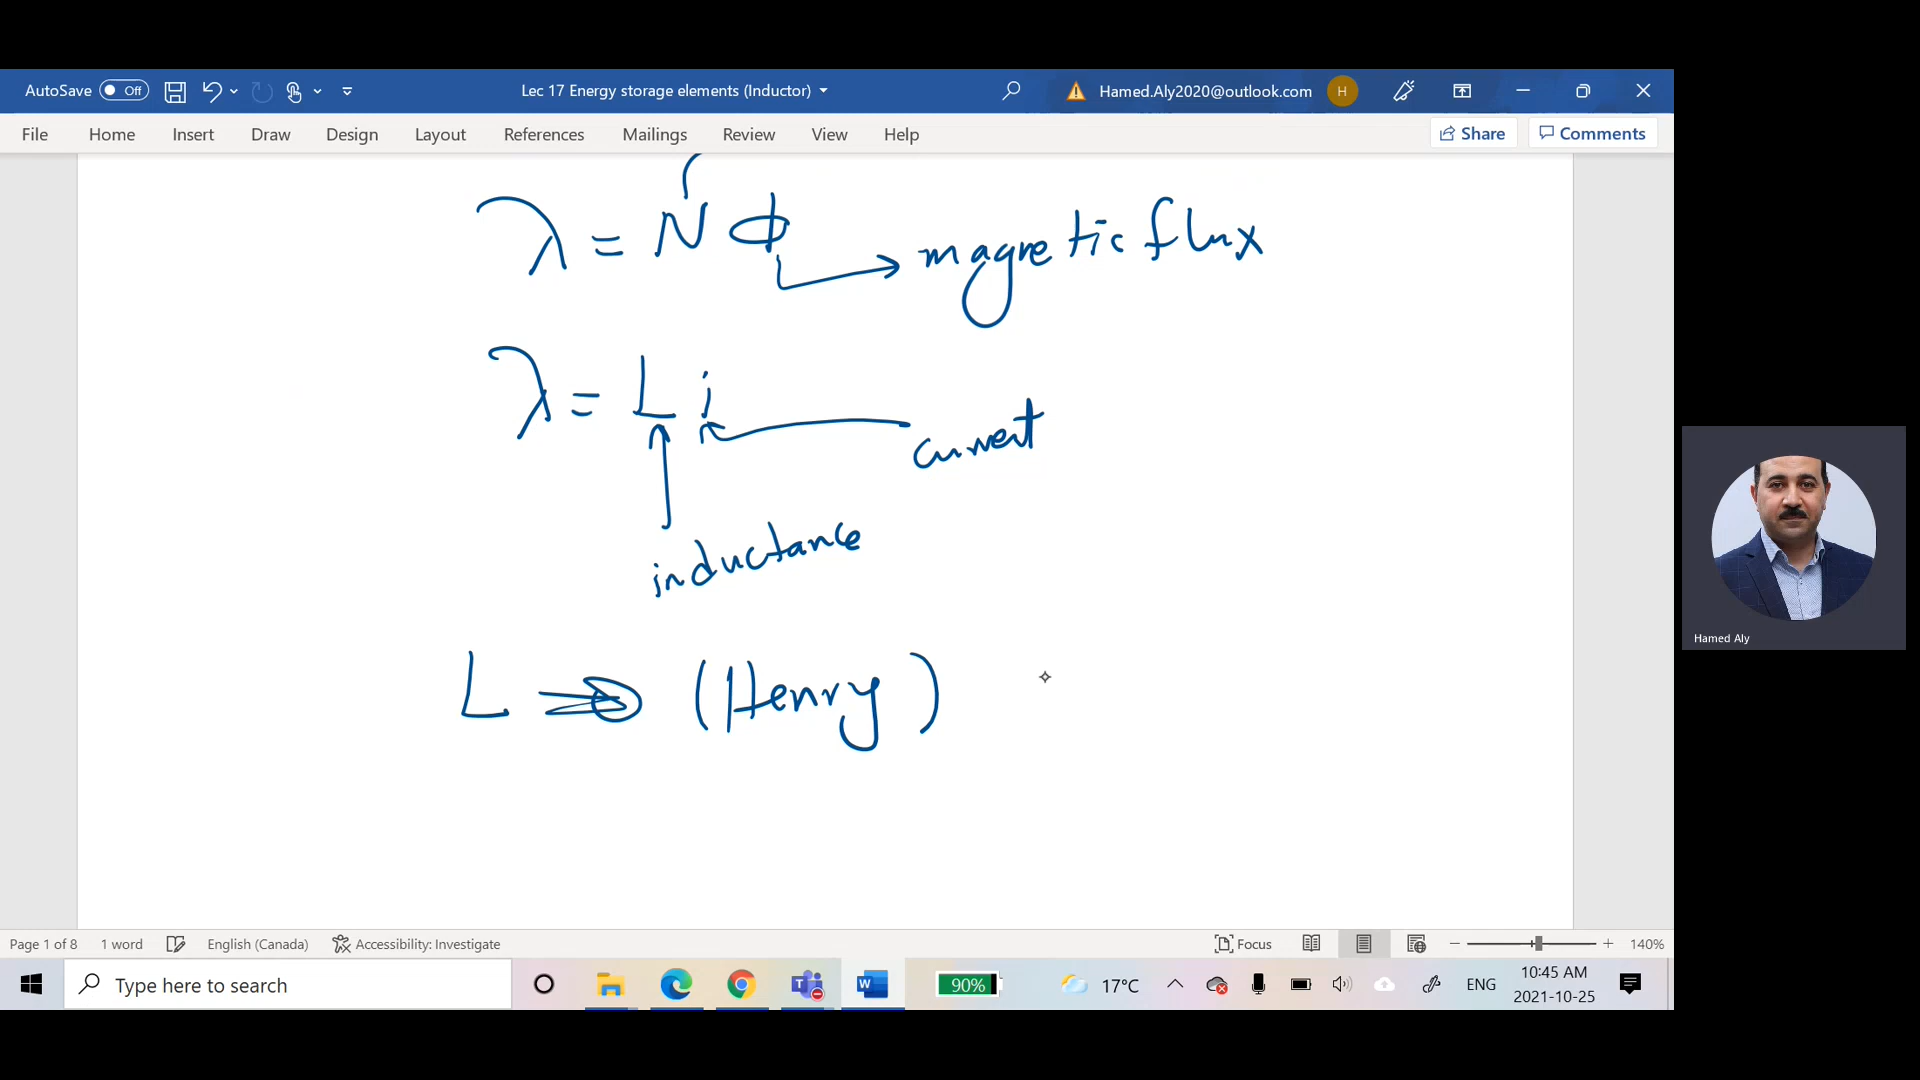 AutoSave Off Lec 17 Energy storage elements (Inductor) Hamed.Aly2020@outlook.com H
File Home Insert Draw Design Layout References Mailings Review View Help Share Comments
λ = N Φ → magnetic flux
λ = L i
current
inductance
L ⇒ (Henry)
Hamed Aly
Page 1 of 8 1 word English (Canada) Accessibility: Investigate Focus 140%
Type here to search 90% 17°C ENG 10:45 AM
2021-10-25